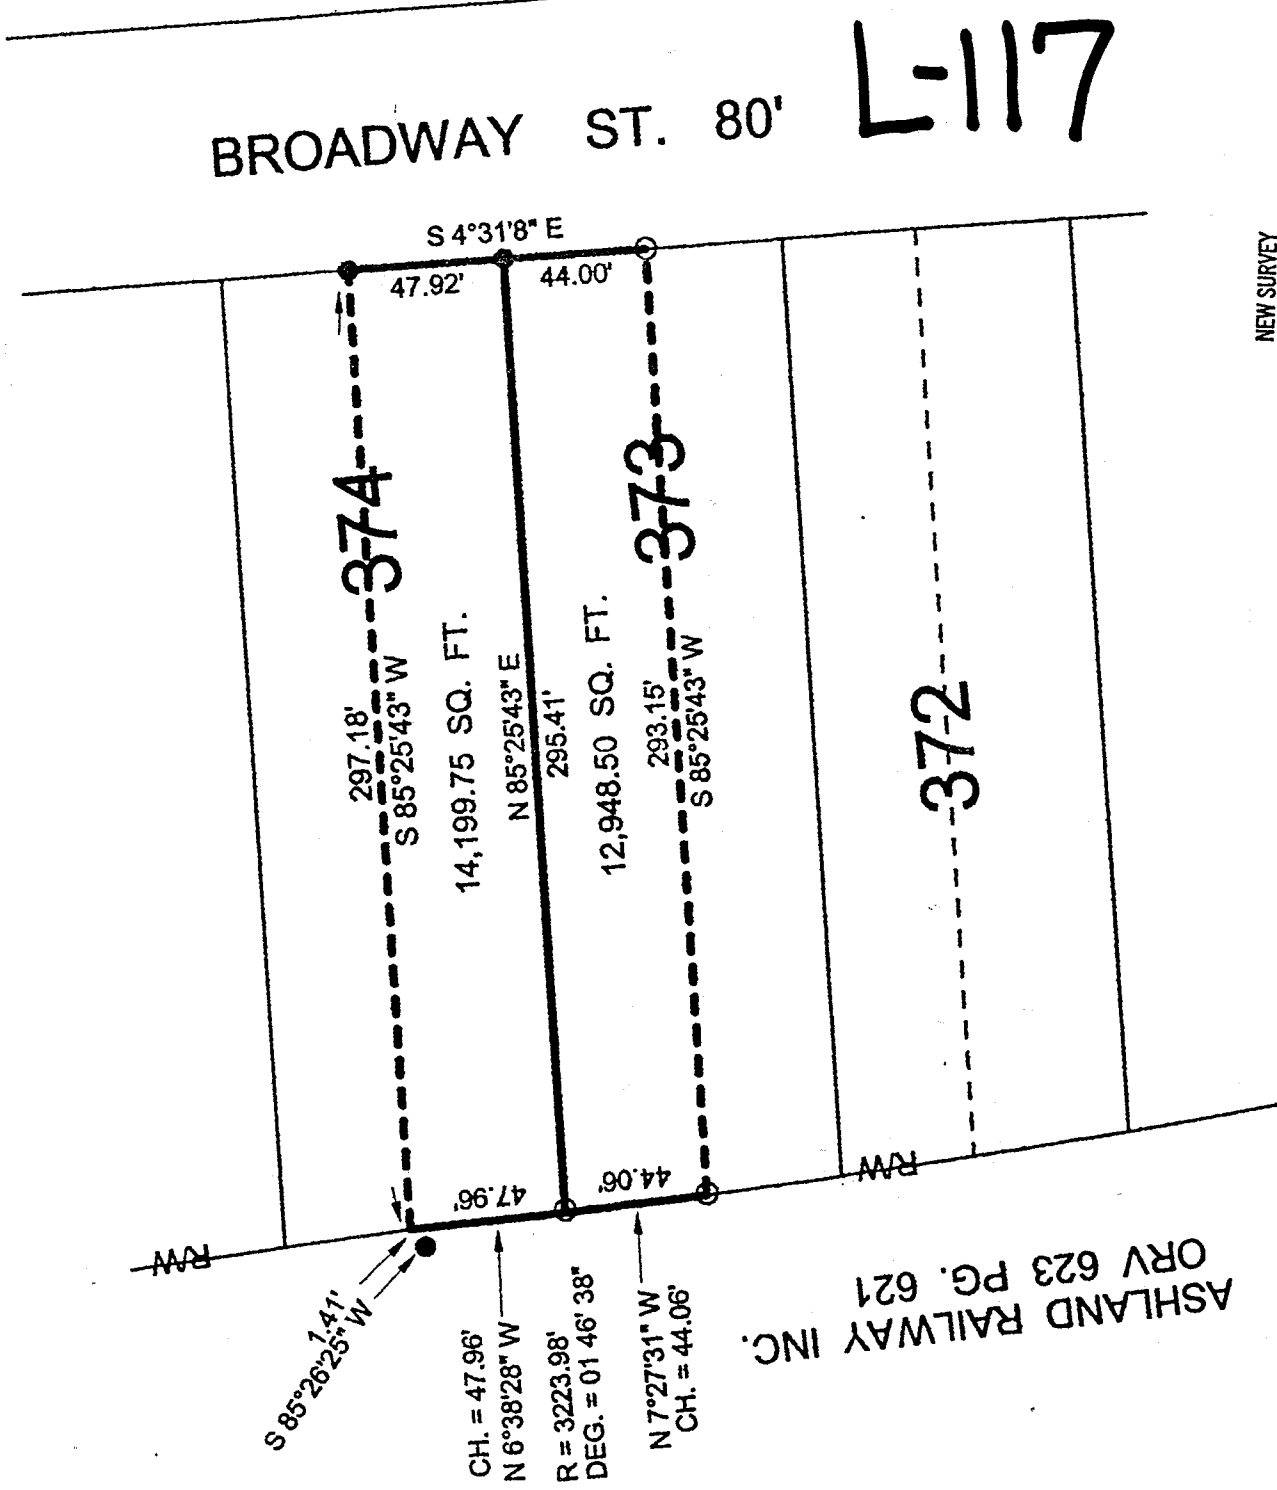 L-117
BROADWAY ST. 80'
NEW SURVEY
S 4°31'8" E
47.92'
44.00'
374
373
372
297.18'
S 85°25'43" W
14,199.75 SQ. FT.
N 85°25'43" E
295.41'
12,948.50 SQ. FT.
293.15'
S 85°25'43" W
47.96'
44.06'
R/W
R/W
1.41'
S 85°26'25" W
CH. = 47.96'
N 6°38'28" W
R = 3223.98'
DEG. = 01 46' 38"
N 7°27'31" W
CH. = 44.06'
ASHLAND RAILWAY INC.
ORV 623 PG. 621